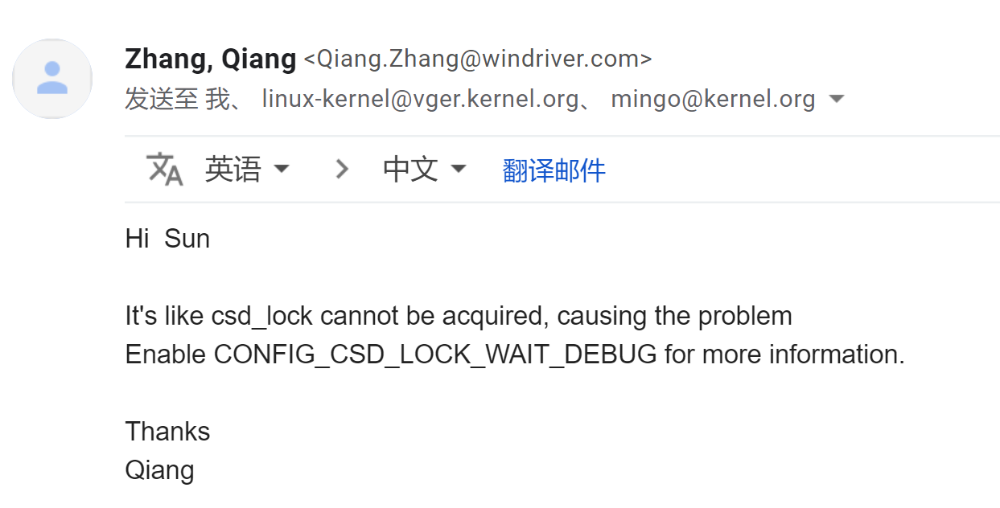 Zhang, Qiang <Qiang.Zhang@windriver.com>
发送至 我、 linux-kernel@vger.kernel.org、 mingo@kernel.org
英语 > 中文 翻译邮件
Hi  Sun
It's like csd_lock cannot be acquired, causing the problem
Enable CONFIG_CSD_LOCK_WAIT_DEBUG for more information.
Thanks
Qiang